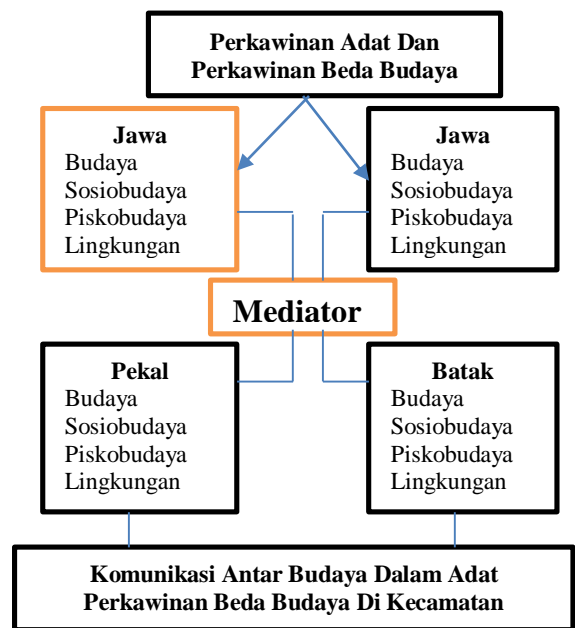 Perkawinan Adat Dan
Perkawinan Beda Budaya
Jawa
Budaya
Sosiobudaya
Piskobudaya
Lingkungan
Jawa
Budaya
Sosiobudaya
Piskobudaya
Lingkungan
Mediator
Pekal
Budaya
Sosiobudaya
Piskobudaya
Lingkungan
Batak
Budaya
Sosiobudaya
Piskobudaya
Lingkungan
Komunikasi Antar Budaya Dalam Adat
Perkawinan Beda Budaya Di Kecamatan